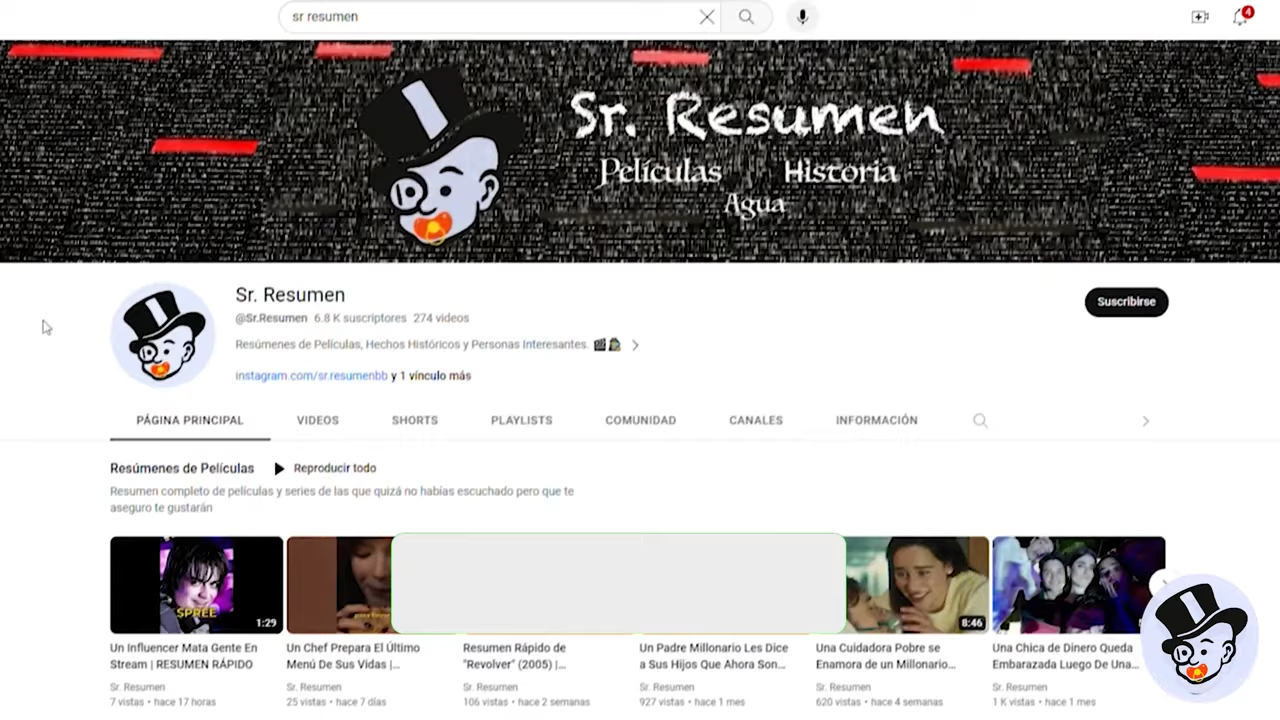 sr resumen
4
Sr. Resumen
Películas Historia
Agua
Sr. Resumen
Suscribirse
@Sr.Resumen 6.8 K suscriptores 274 videos
Resúmenes de Películas, Hechos Históricos y Personas Interesantes.
instagram.com/sr.resumenbb y 1 vínculo más
PÁGINA PRINCIPAL VIDEOS SHORTS PLAYLISTS COMUNIDAD CANALES INFORMACIÓN
Resúmenes de Películas Reproducir todo
Resumen completo de películas y series de las que quizá no habías escuchado pero que te
aseguro te gustarán
SPREE
1:29
8:46
Un Influencer Mata Gente En
Stream | RESUMEN RÁPIDO
Sr. Resumen
7 vistas • hace 17 horas
Un Chef Prepara El Último
Menú De Sus Vidas |...
Sr. Resumen
25 vistas • hace 7 días
Resumen Rápido de
"Revolver" (2005) |...
Sr. Resumen
106 vistas • hace 2 semanas
Un Padre Millonario Les Dice
a Sus Hijos Que Ahora Son...
Sr. Resumen
927 vistas • hace 1 mes
Una Cuidadora Pobre se
Enamora de un Millonario...
Sr. Resumen
620 vistas • hace 4 semanas
Una Chica de Dinero Queda
Embarazada Luego De Una...
Sr. Resumen
1 K vistas • hace 1 mes